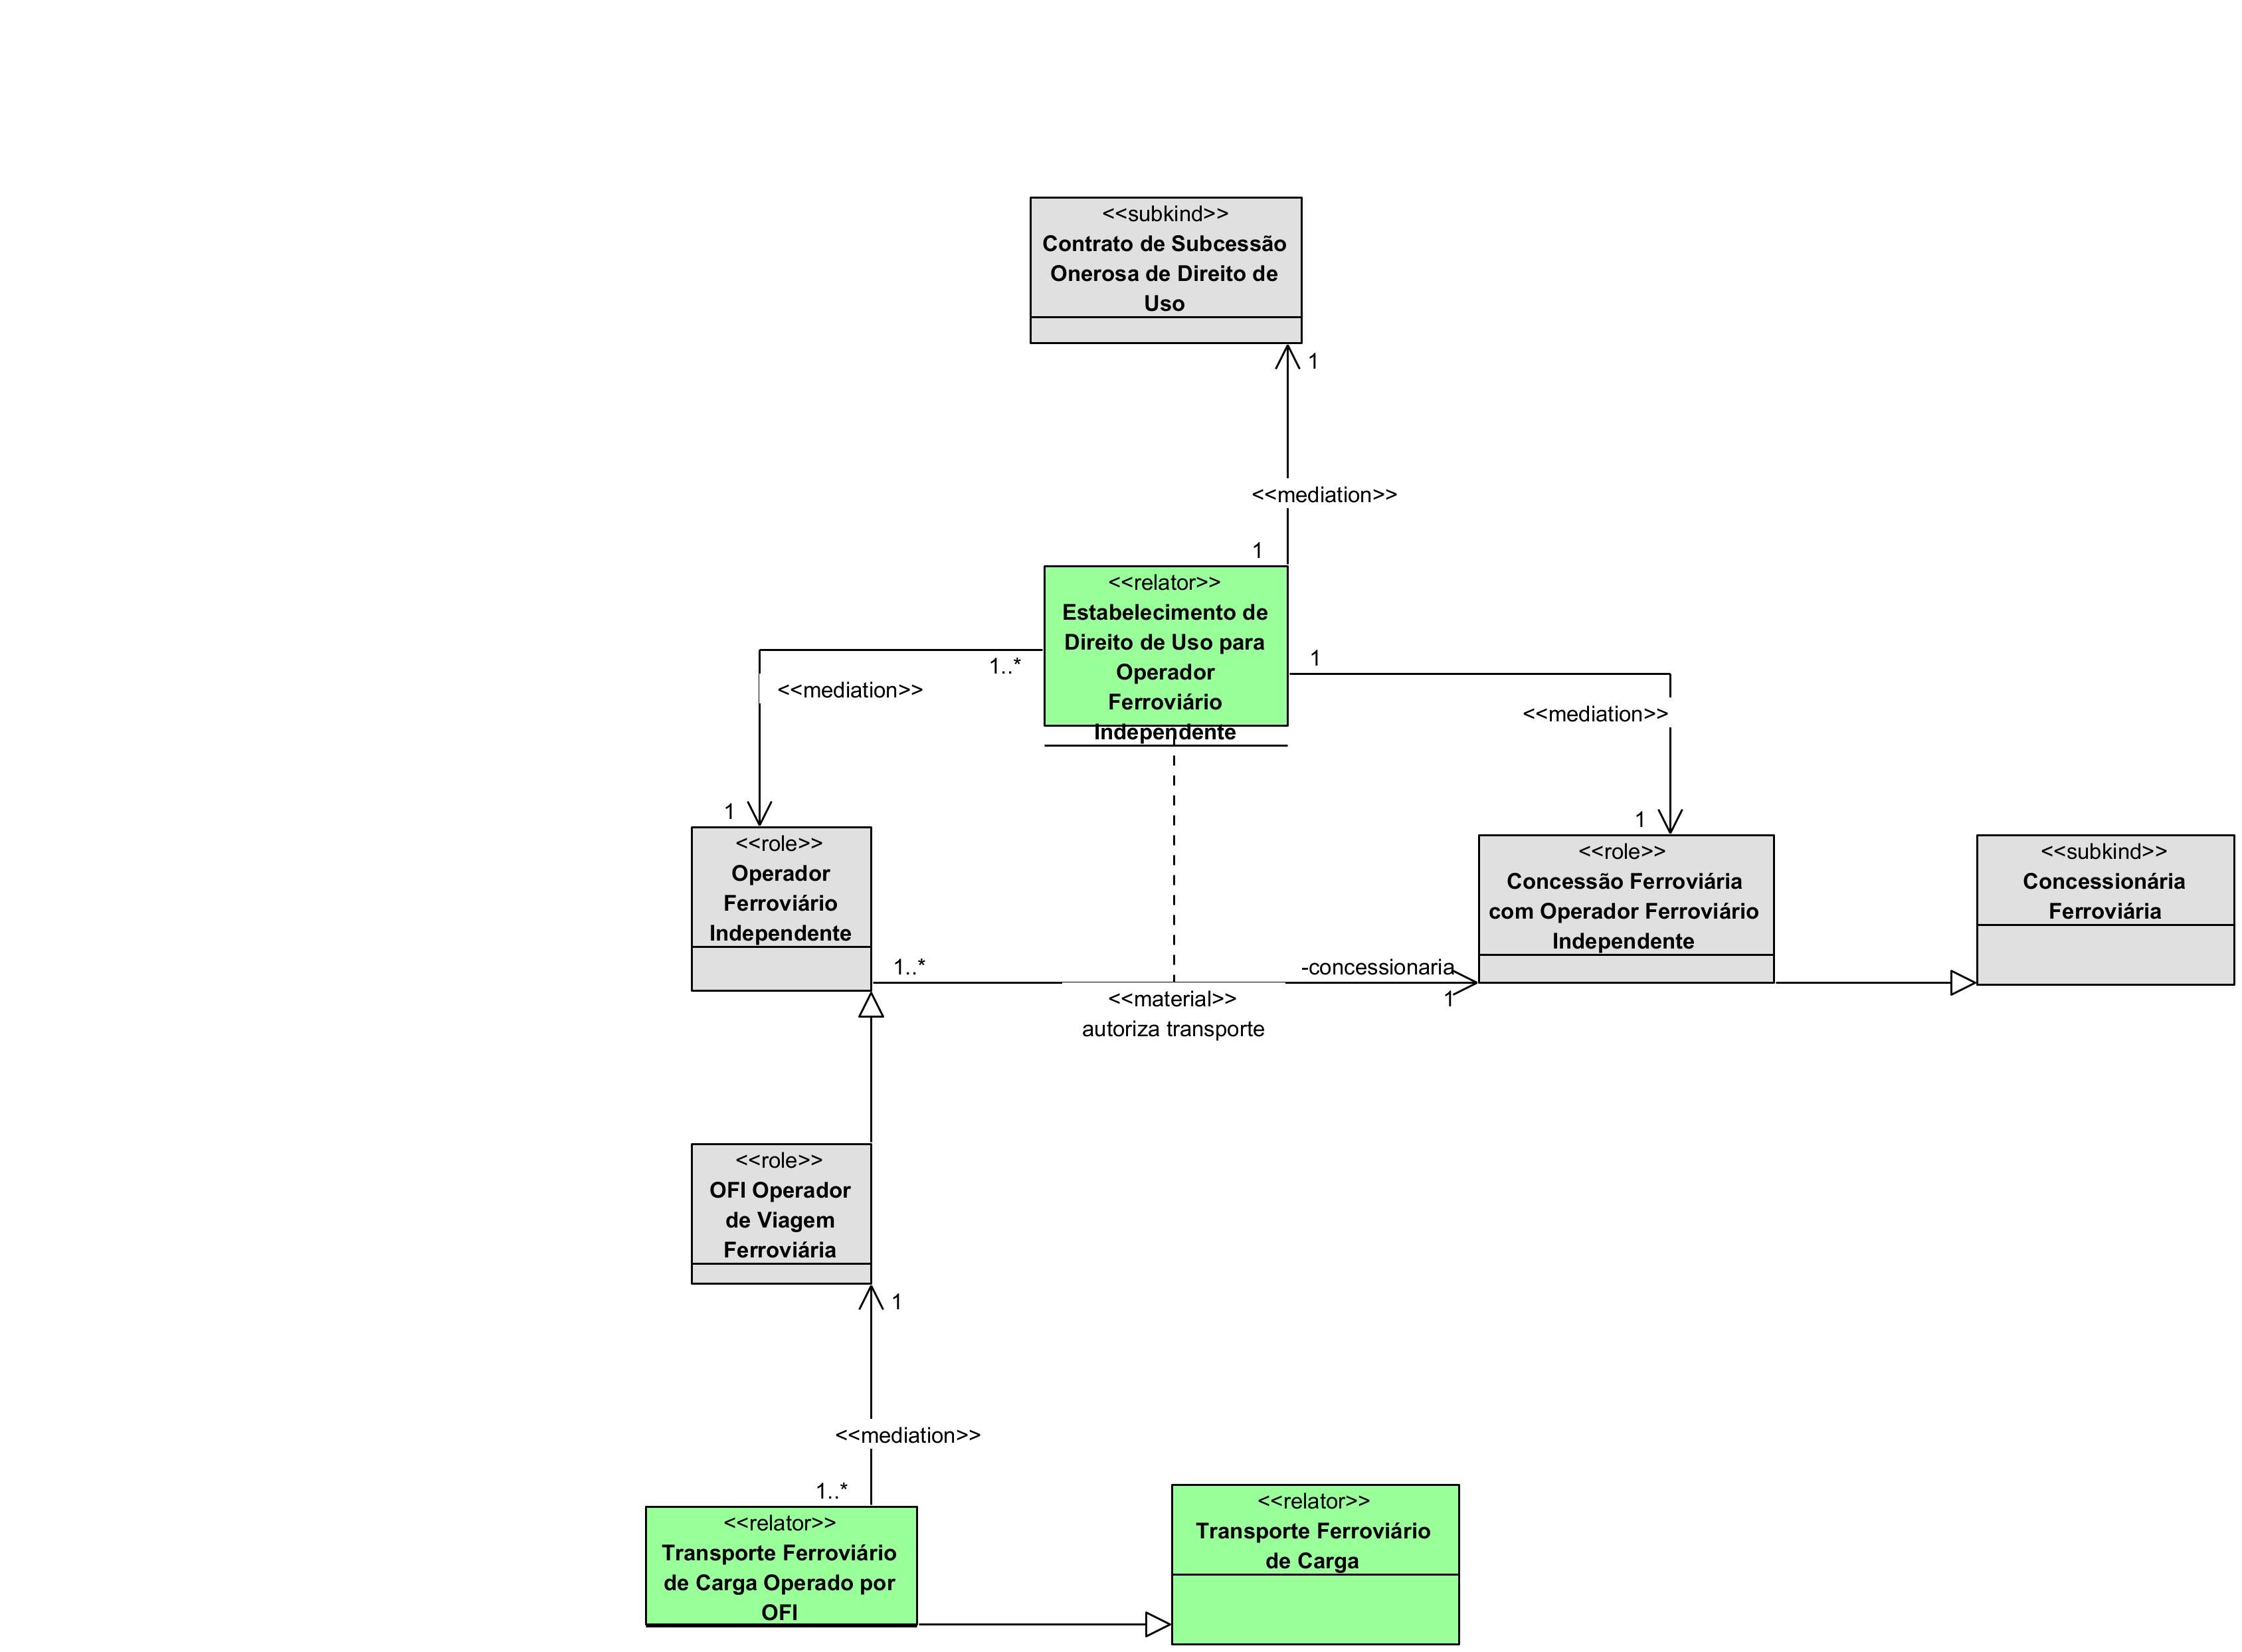 <<subkind>>
Contrato de Subcessão
Onerosa de Direito de
Uso
1
<<mediation>>
1
<<relator>>
Estabelecimento de
Direito de Uso para
Operador
Ferroviário
Independente
1..*
<<mediation>>
1
1
<<mediation>>
1
<<role>>
Operador
Ferroviário
Independente
<<role>>
Concessão Ferroviária
com Operador Ferroviário
Independente
<<subkind>>
Concessionária
Ferroviária
1..*
-concessionaria
1
<<material>>
autoriza transporte
<<role>>
OFI Operador
de Viagem
Ferroviária
1
<<mediation>>
1..*
<<relator>>
Transporte Ferroviário
de Carga Operado por
OFI
<<relator>>
Transporte Ferroviário
de Carga